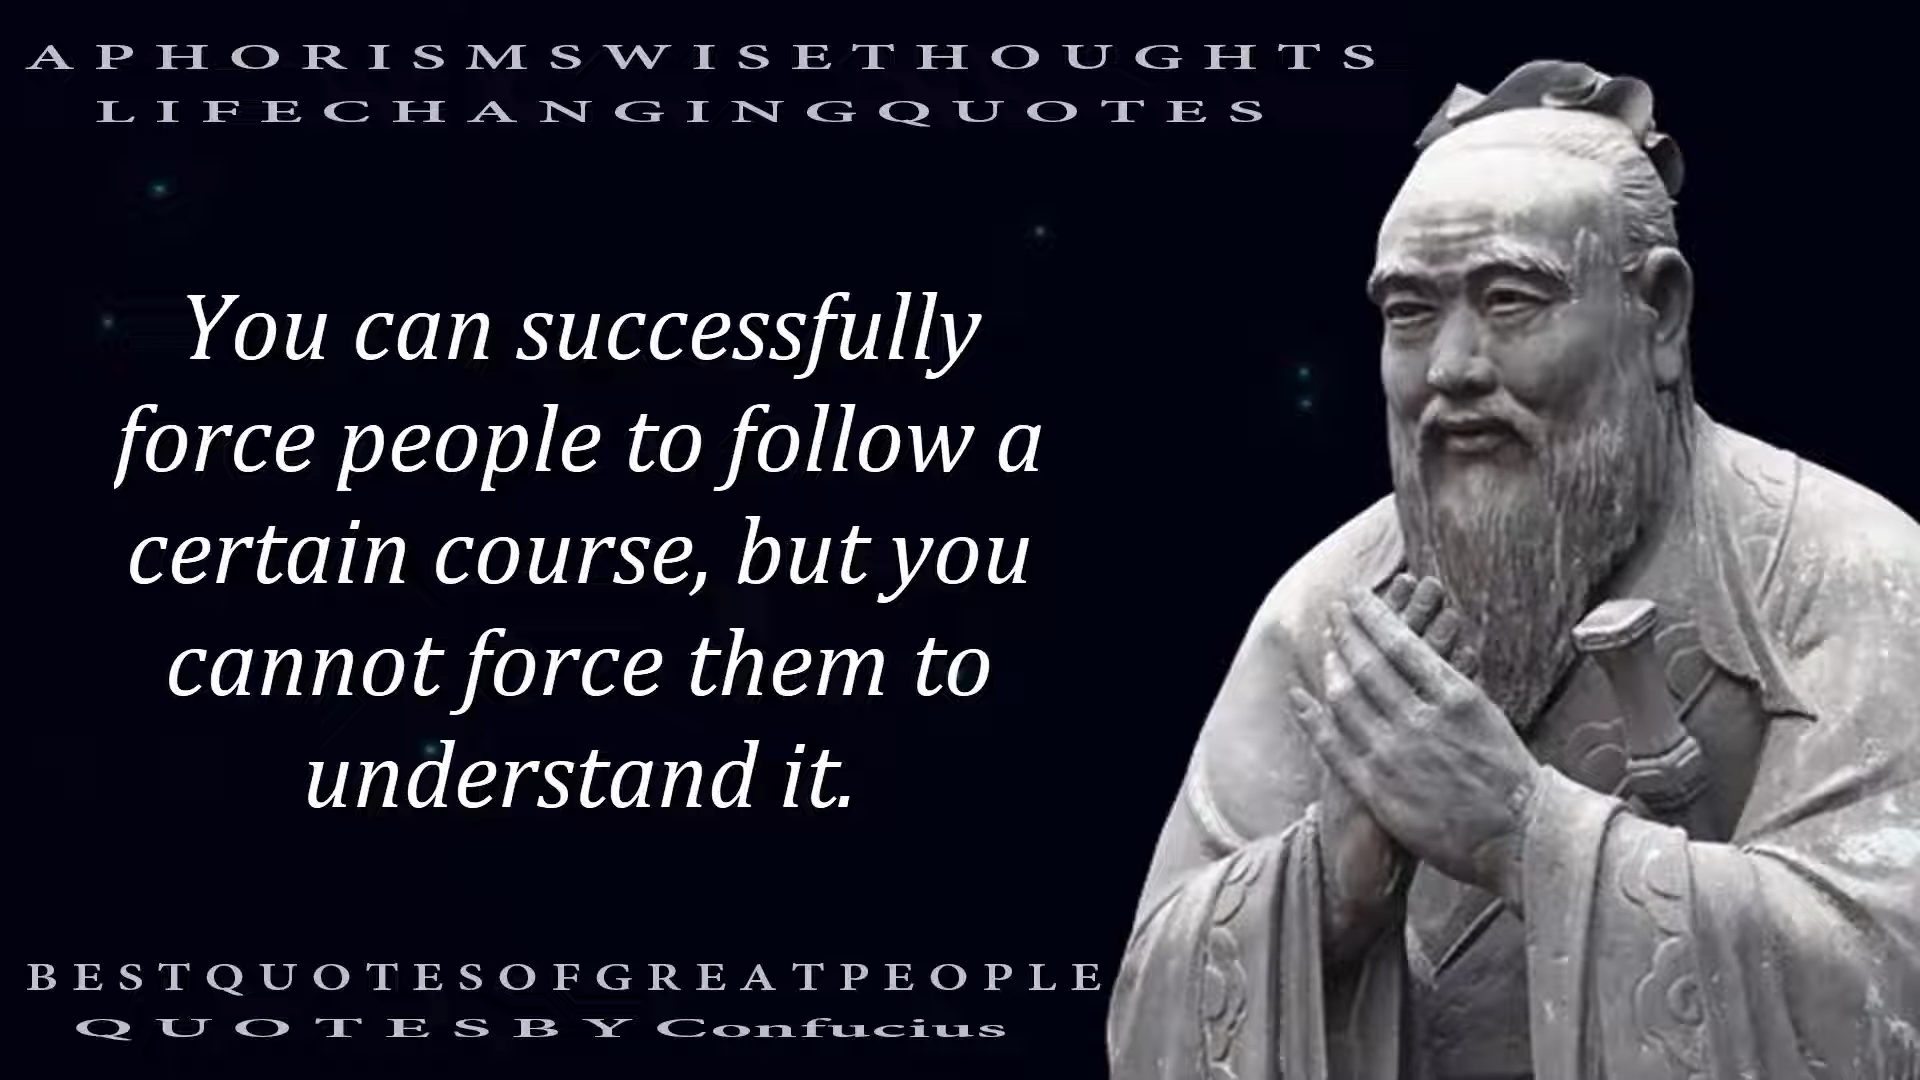 APHORISMSWISETHOUGHTS
LIFECHANGINGQUOTES
You can successfully
force people to follow a
certain course, but you
cannot force them to
understand it.
BESTQUOTESOFGREATPEOPLE
QUOTESBY Confucius